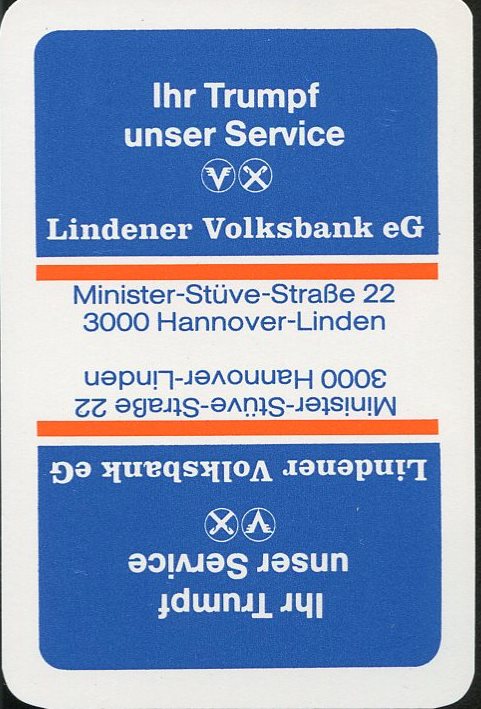 Ihr Trumpf
unser Service
Lindener Volksbank eG
Minister-Stüve-Straße 22
3000 Hannover-Linden
3000 Hannover-Linden
Minister-Stüve-Straße 22
Lindener Volksbank eG
unser Service
Ihr Trumpf